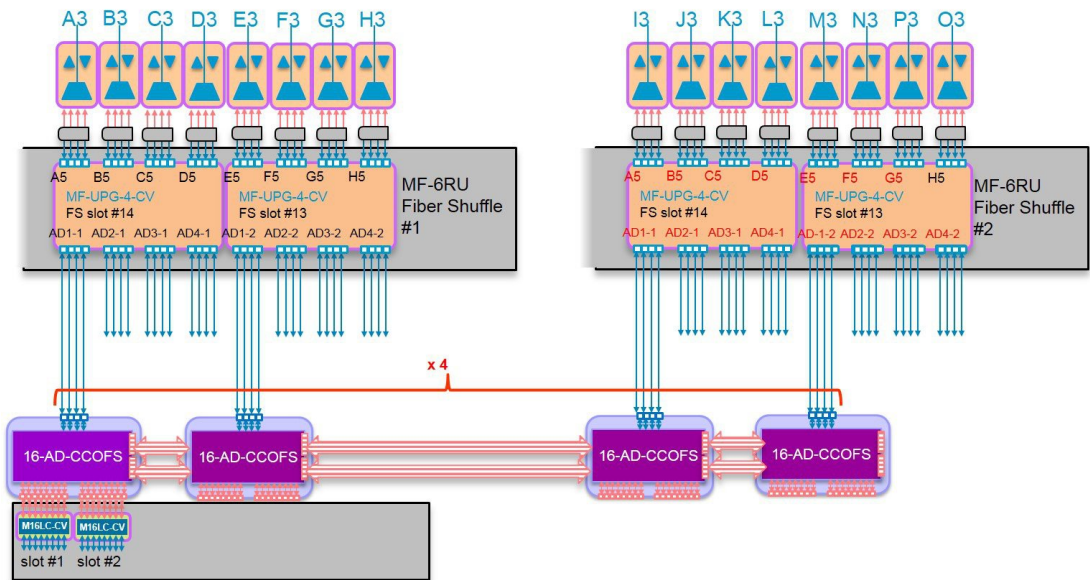 A3 B3 C3 D3 E3 F3 G3 H3
I3 J3 K3 L3 M3 N3 P3 O3
A5 B5 C5 D5 E5 F5 G5 H5
MF-UPG-4-CV
FS slot #14
MF-UPG-4-CV
FS slot #13
AD1-1 AD2-1 AD3-1 AD4-1 AD1-2 AD2-2 AD3-2 AD4-2
MF-6RU
Fiber Shuffle
#1
A5 B5 C5 D5 E5 F5 G5 H5
MF-UPG-4-CV
FS slot #14
MF-UPG-4-CV
FS slot #13
AD1-1 AD2-1 AD3-1 AD4-1 AD-1-2 AD2-2 AD3-2 AD4-2
MF-6RU
Fiber Shuffle
#2
x 4
16-AD-CCOFS
16-AD-CCOFS
16-AD-CCOFS
16-AD-CCOFS
M16LC-CV
M16LC-CV
slot #1
slot #2